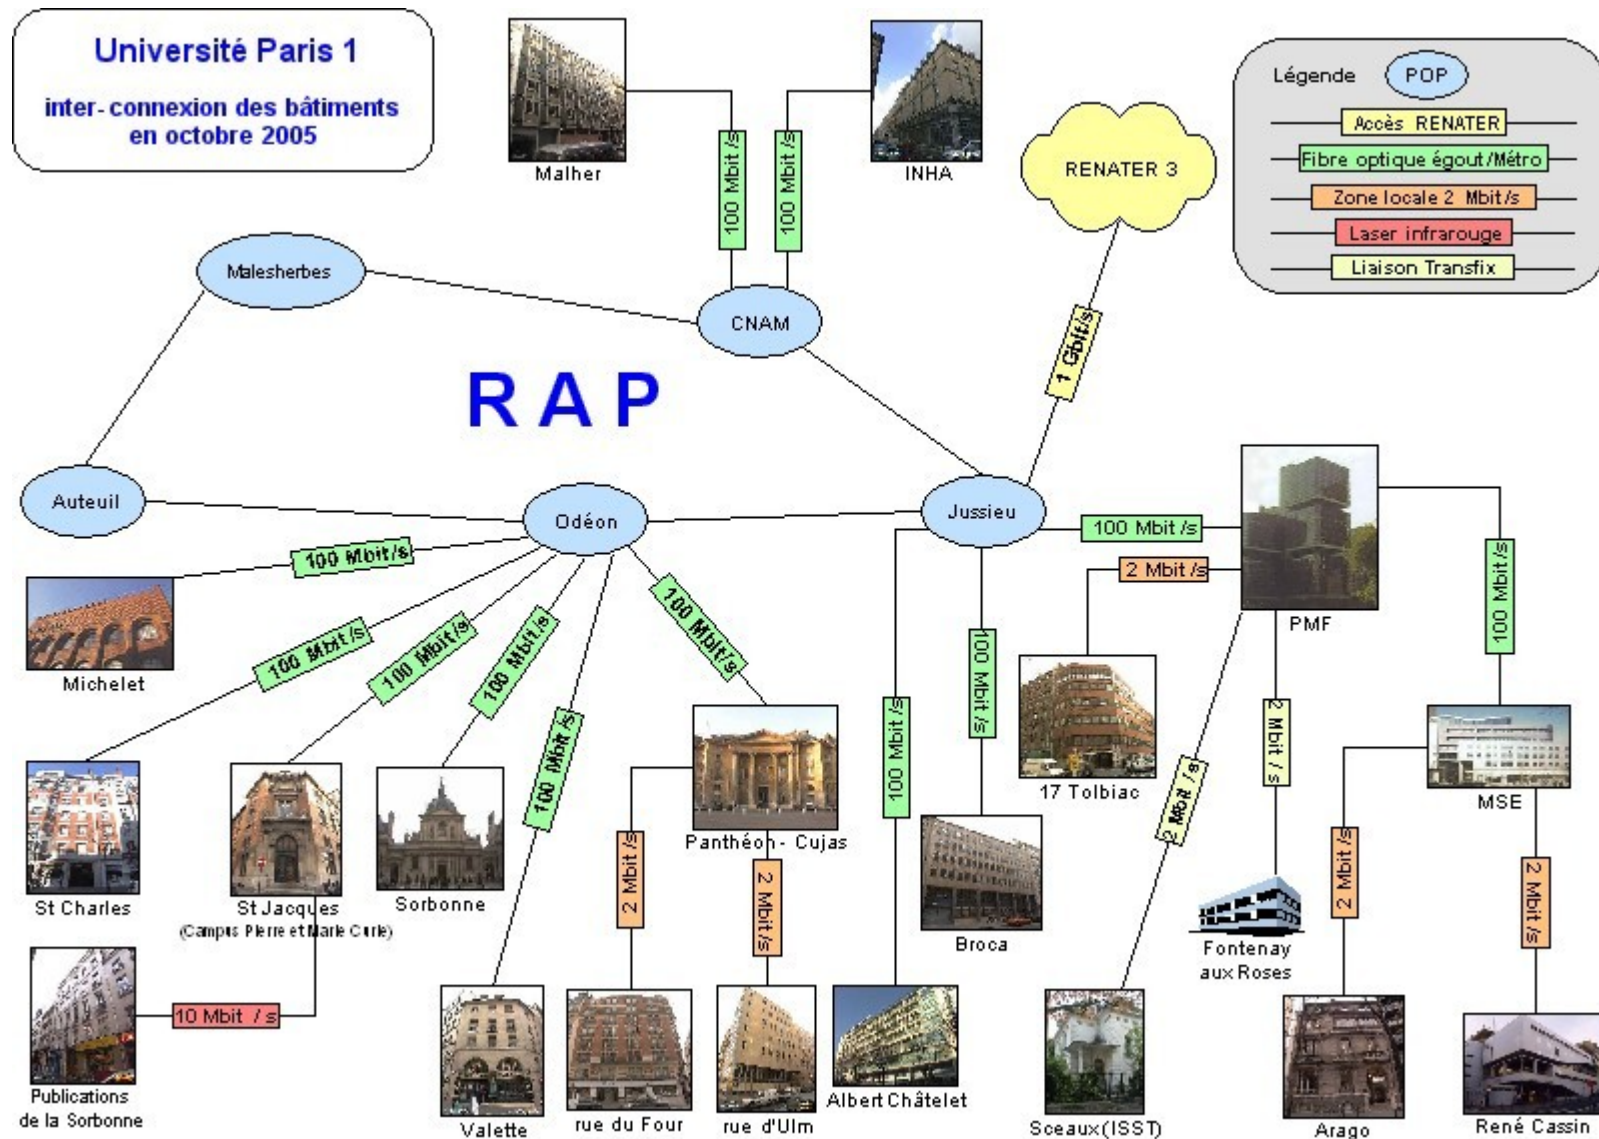 Université Paris 1
inter-connexion des bâtiments
en octobre 2005
Malher
INHA
RENATER 3
Légende
POP
Accès RENATER
Fibre optique égout/Métro
Zone locale 2 Mbit/s
Laser infrarouge
Liaison Transfix
100 Mbit/s
100 Mbit/s
Malesherbes
CNAM
1 Gbit/s
R A P
Auteuil
Odéon
Jussieu
100 Mbit/s
2 Mbit/s
PMF
100 Mbit/s
100 Mbit/s
Michelet
100 Mbit/s
100 Mbit/s
100 Mbit/s
100 Mbit/s
100 Mbit/s
100 Mbit/s
100 Mbit/s
17 Tolbiac
2 Mbit/s
2 Mbit/s
MSE
St Charles
St Jacques
(Campus Pierre et Marie Curie)
Sorbonne
Panthéon - Cujas
2 Mbit/s
2 Mbit/s
Broca
Fontenay
aux Roses
2 Mbit/s
2 Mbit/s
10 Mbit/s
Publications
de la Sorbonne
Valette
rue du Four
rue d'Ulm
Albert Châtelet
Sceaux(ISST)
Arago
René Cassin